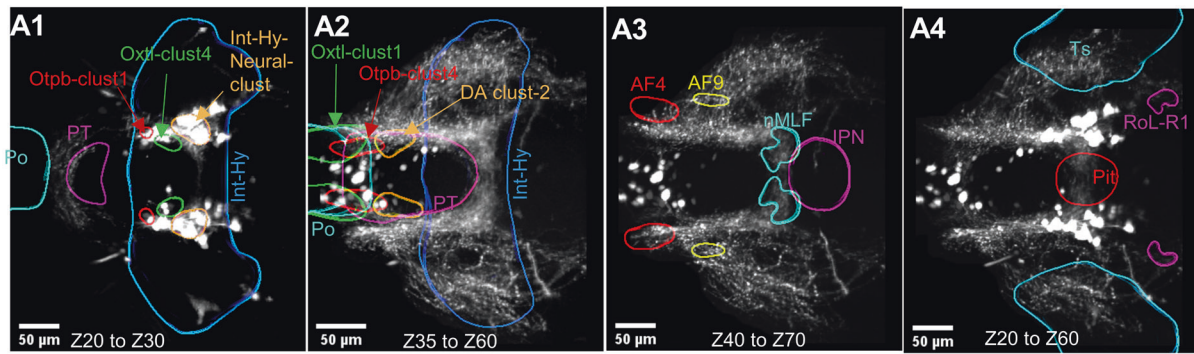 A1
Int-Hy-
Neural-
clust
Oxtl-clust4
Otpb-clust1
PT
Po
Int-Hy
50 µm
Z20 to Z30
A2
Oxtl-clust1
Otpb-clust4
DA clust-2
Int-Hy
PT
Po
50 µm
Z35 to Z60
A3
AF4
AF9
nMLF
IPN
50 µm
Z40 to Z70
A4
Ts
RoL-R1
Pit
50 µm
Z20 to Z60